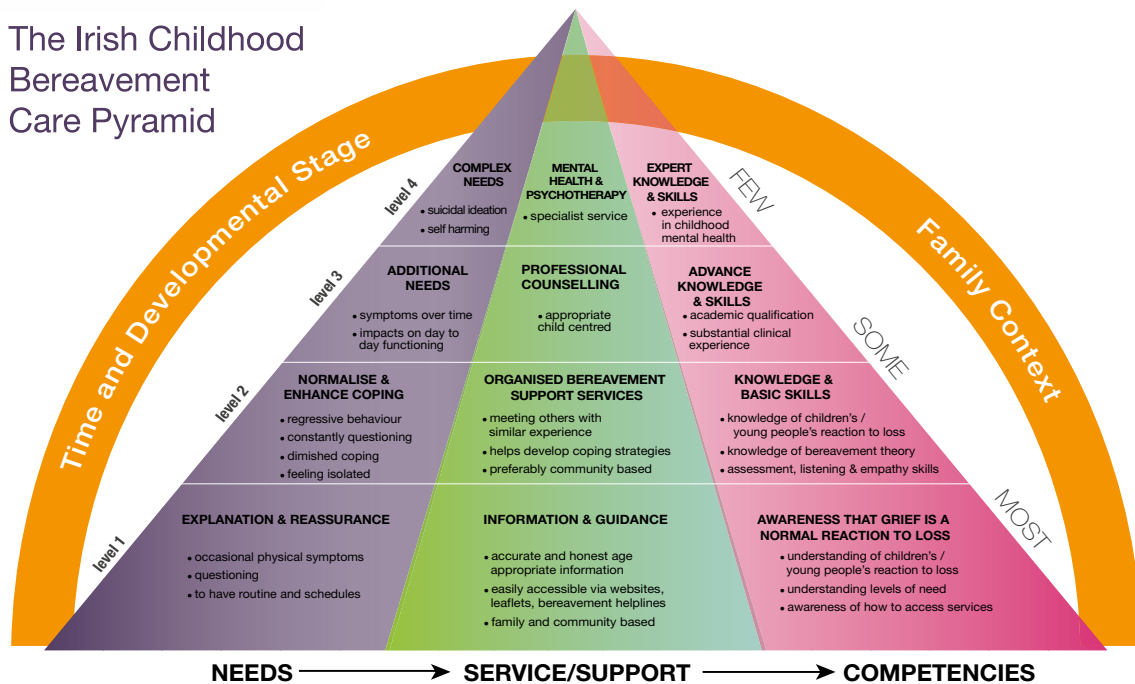 The Irish Childhood
Bereavement
Care Pyramid
Time and Developmental Stage
Family Context
level 4
COMPLEX
NEEDS
• suicidal ideation
• self harming
MENTAL
HEALTH &
PSYCHOTHERAPY
• specialist service
EXPERT
KNOWLEDGE
& SKILLS
• experience
in childhood
mental health
FEW
level 3
ADDITIONAL
NEEDS
• symptoms over time
• impacts on day to
day functioning
PROFESSIONAL
COUNSELLING
• appropriate
child centred
ADVANCE
KNOWLEDGE
& SKILLS
• academic qualification
• substantial clinical
experience
SOME
level 2
NORMALISE &
ENHANCE COPING
• regressive behaviour
• constantly questioning
• dimished coping
• feeling isolated
ORGANISED BEREAVEMENT
SUPPORT SERVICES
• meeting others with
similar experience
• helps develop coping strategies
• preferably community based
KNOWLEDGE &
BASIC SKILLS
• knowledge of children's /
young people's reaction to loss
• knowledge of bereavement theory
• assessment, listening & empathy skills
MOST
level 1
EXPLANATION & REASSURANCE
• occasional physical symptoms
• questioning
• to have routine and schedules
INFORMATION & GUIDANCE
• accurate and honest age
appropriate information
• easily accessible via websites,
leaflets, bereavement helplines
• family and community based
AWARENESS THAT GRIEF IS A
NORMAL REACTION TO LOSS
• understanding of children's /
young people's reaction to loss
• understanding levels of need
• awareness of how to access services
NEEDS → SERVICE/SUPPORT → COMPETENCIES